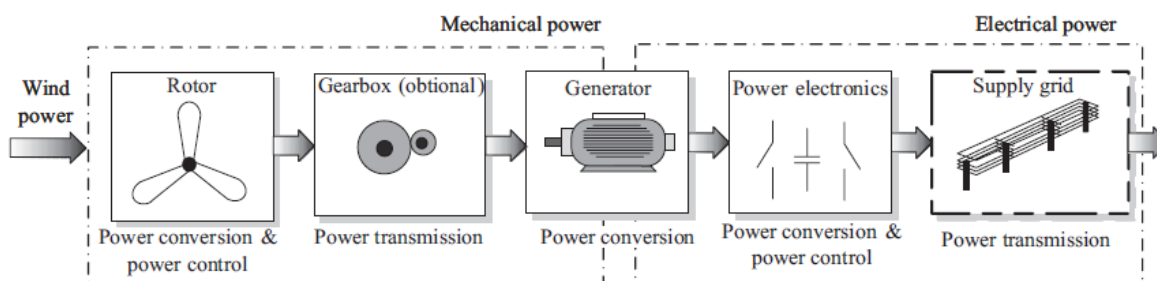 Mechanical power
Electrical power
Wind
power
Rotor
Gearbox (obtional)
Generator
Power electronics
Supply grid
Power conversion &
power control
Power transmission
Power conversion
Power conversion &
power control
Power transmission